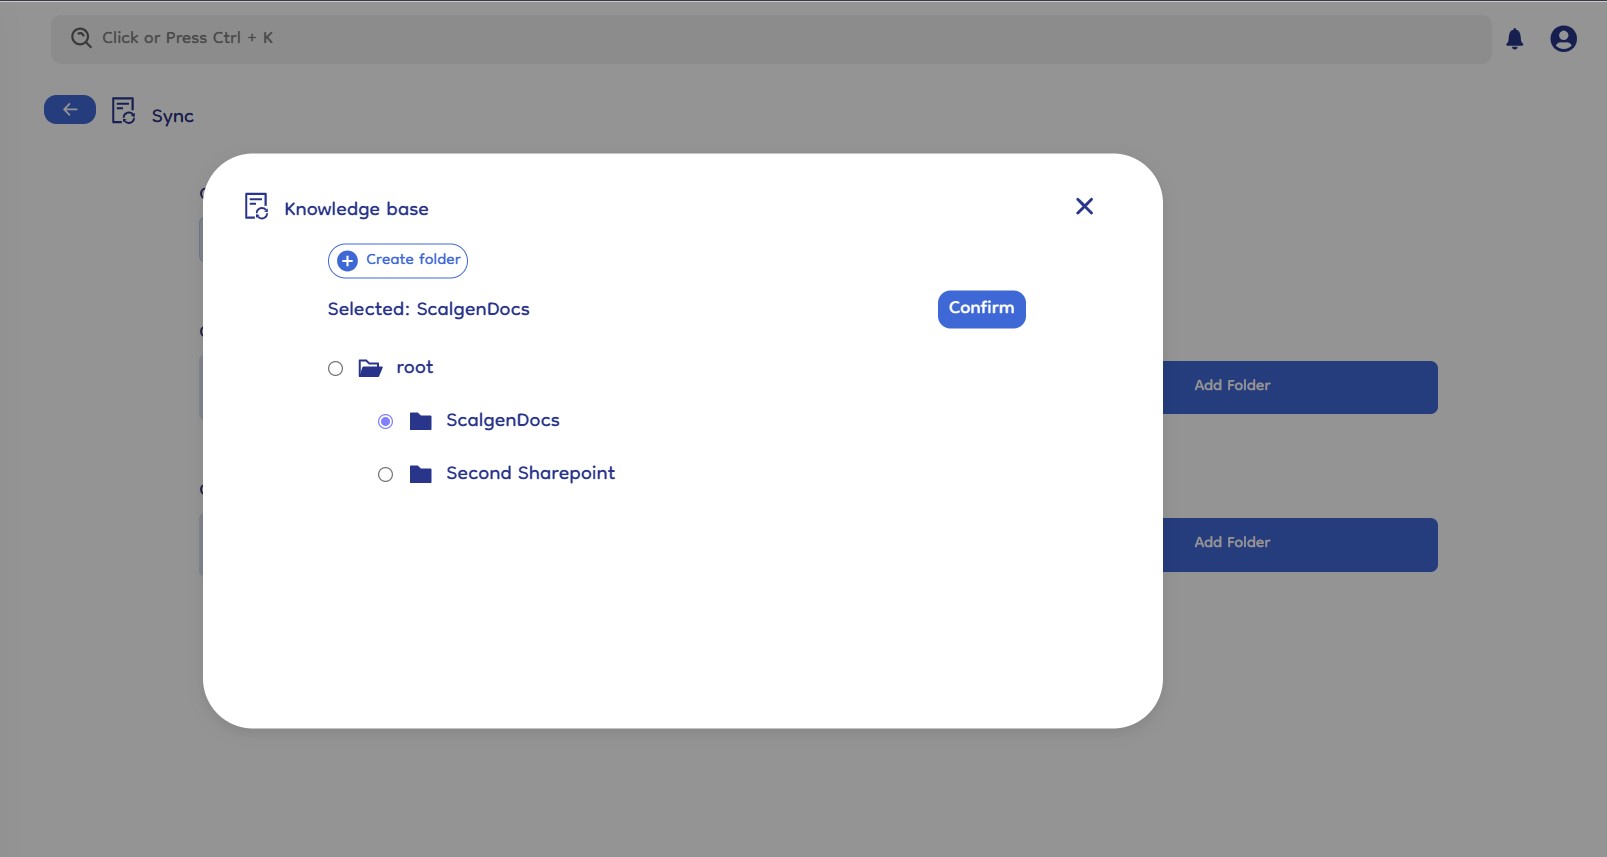 Click or Press Ctrl + K
Sync
Knowledge base
Create folder
Selected: ScalgenDocs
Confirm
root
ScalgenDocs
Second Sharepoint
Add Folder
Add Folder